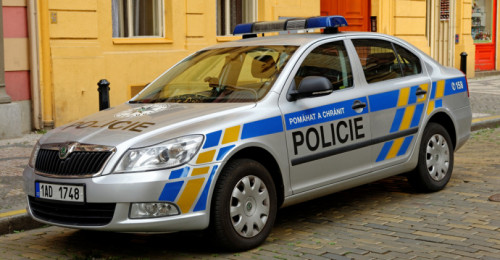 POLICIE
POMÁHAT A CHRÁNIT
POLICIE
158
1AD 1748